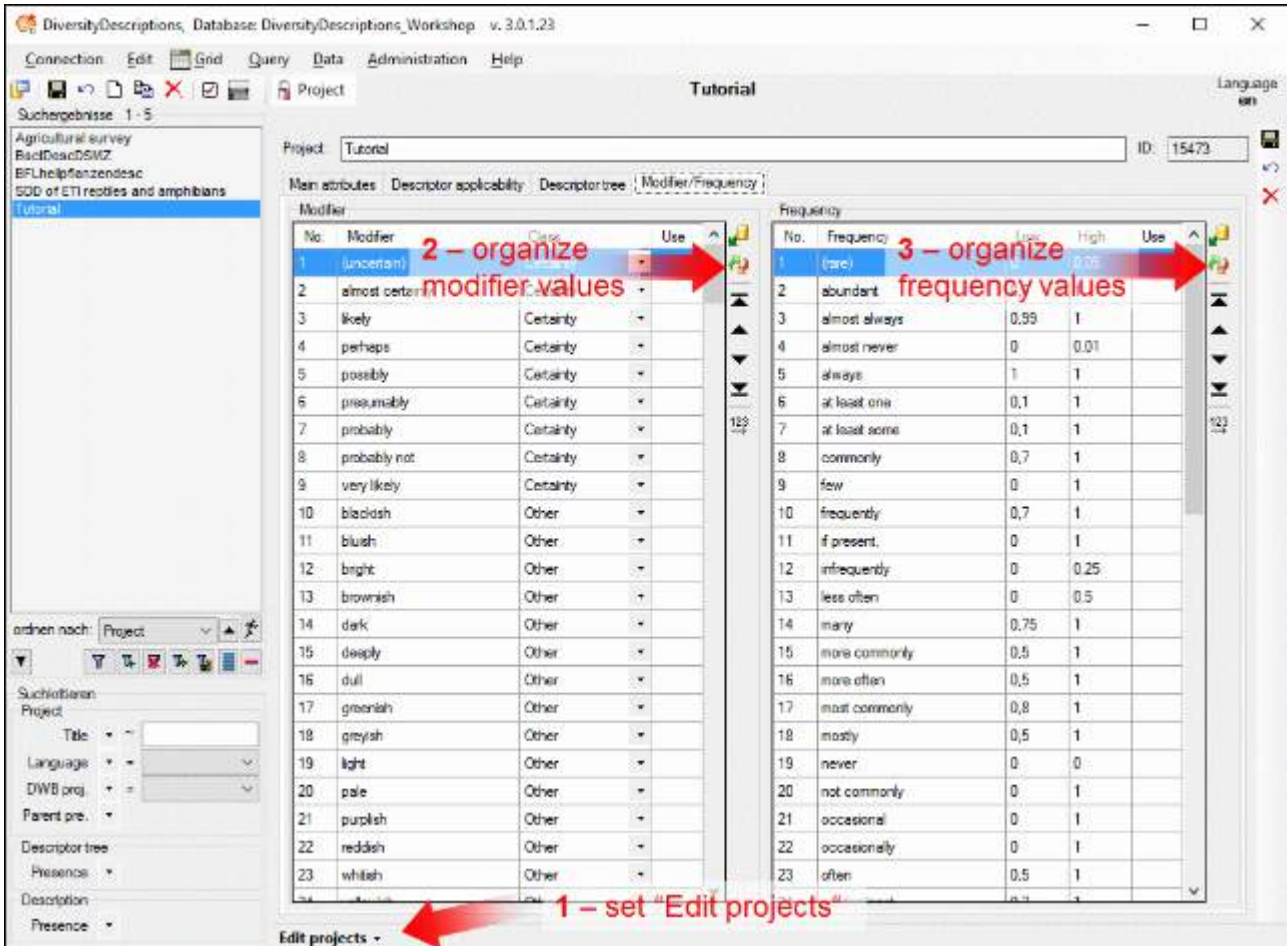 DiversityDescriptions, Database: DiversityDescriptions_Workshop v. 3.0.1.23
Connection Edit Grid Query Data Administration Help
Project Tutorial Language
en
Suchergebnisse 1 - 5
Agricultural survey
BaclDescDSMZ
SDD of ETI reptiles and amphibians
Tutorial
Project: Tutorial ID: 15473
Main attributes Descriptor applicability Descriptor tree Modifier/Frequency
Modifier Frequency
No. Modifier Class Use No. Frequency Low High Use
2 – organize
modifier values
3 – organize
frequency values
1 (uncertain) 1 (rare) 0 0.05
2 almost certainly 2 abundant
3 likely Certainty 3 almost always 0.99 1
4 perhaps Certainty 4 almost never 0 0.01
5 possibly Certainty 5 always 1 1
6 presumably Certainty 6 at least one 0,1 1
7 probably Certainty 7 at least some 0,1 1
8 probably not Certainty 8 commonly 0,7 1
9 very likely Certainty 9 few 0 1
10 blackish Other 10 frequently 0,7 1
11 bluish Other 11 if present, 0 1
12 bright Other 12 infrequently 0 0.25
13 brownish Other 13 less often 0 0.5
14 dark Other 14 many 0.75 1
15 deeply Other 15 more commonly 0,5 1
16 dull Other 16 more often 0,5 1
17 greenish Other 17 most commonly 0,8 1
18 greyish Other 18 mostly 0,5 1
19 light Other 19 never 0 0
20 pale Other 20 not commonly 0 1
21 purplish Other 21 occasional 0 1
22 reddish Other 22 occasionally 0 1
23 whitish Other 23 often 0.5 1
123 123
ordnen nach: Project
Suchkriterien
Project
Title ~
Language =
DWB proj. =
Parent pre.
Descriptor tree
Presence
Description
Presence
1 – set "Edit projects"
Edit projects